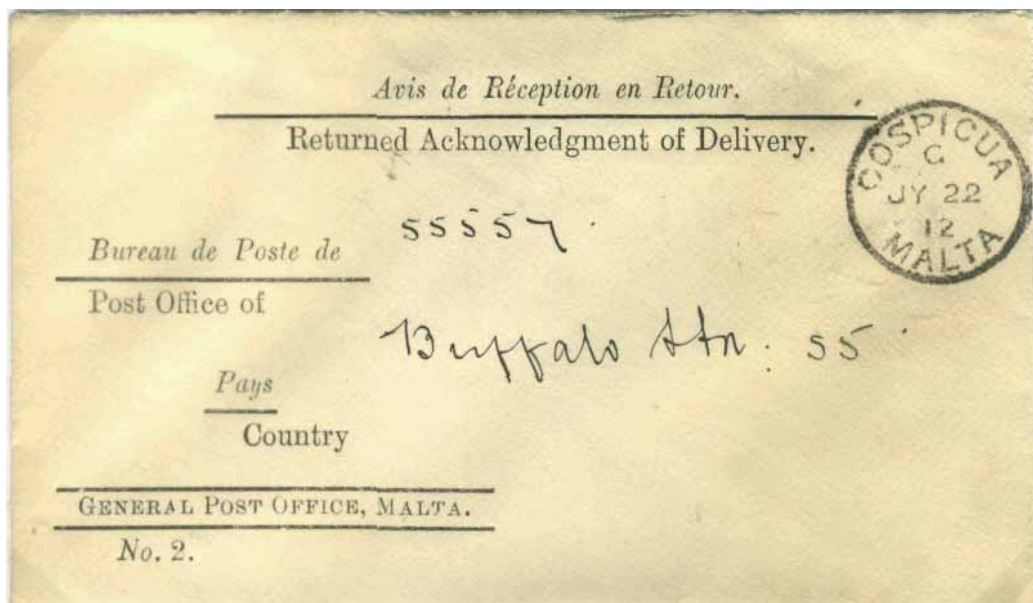 Avis de Réception en Retour.
Returned Acknowledgment of Delivery.
COSPICUA
C
JY 22
12
MALTA
55557.
Bureau de Poste de
Post Office of
Buffalo Stn. 55
Pays
Country
GENERAL POST OFFICE, MALTA.
No. 2.